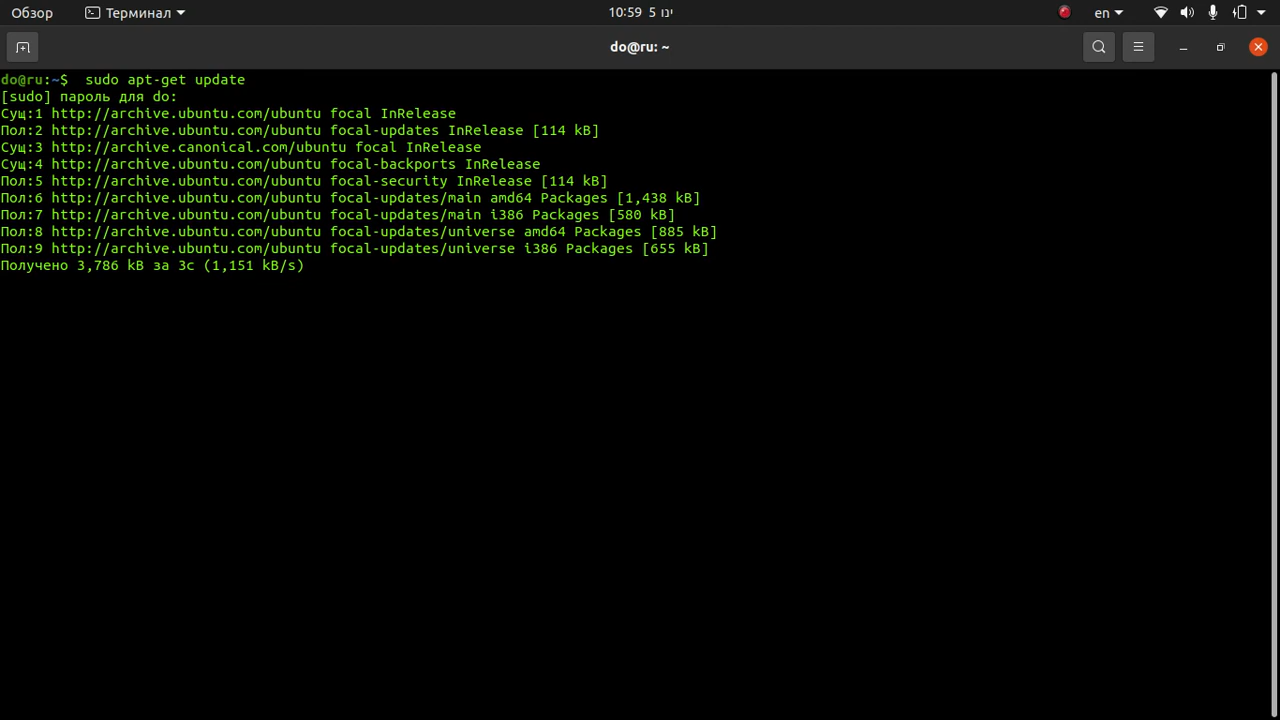 Обзор
Терминал
10:59 5 ינו
en
do@ru: ~
do@ru:~$  sudo apt-get update
[sudo] пароль для do:
Сущ:1 http://archive.ubuntu.com/ubuntu focal InRelease
Пол:2 http://archive.ubuntu.com/ubuntu focal-updates InRelease [114 kB]
Сущ:3 http://archive.canonical.com/ubuntu focal InRelease
Сущ:4 http://archive.ubuntu.com/ubuntu focal-backports InRelease
Пол:5 http://archive.ubuntu.com/ubuntu focal-security InRelease [114 kB]
Пол:6 http://archive.ubuntu.com/ubuntu focal-updates/main amd64 Packages [1,438 kB]
Пол:7 http://archive.ubuntu.com/ubuntu focal-updates/main i386 Packages [580 kB]
Пол:8 http://archive.ubuntu.com/ubuntu focal-updates/universe amd64 Packages [885 kB]
Пол:9 http://archive.ubuntu.com/ubuntu focal-updates/universe i386 Packages [655 kB]
Получено 3,786 kB за 3с (1,151 kB/s)